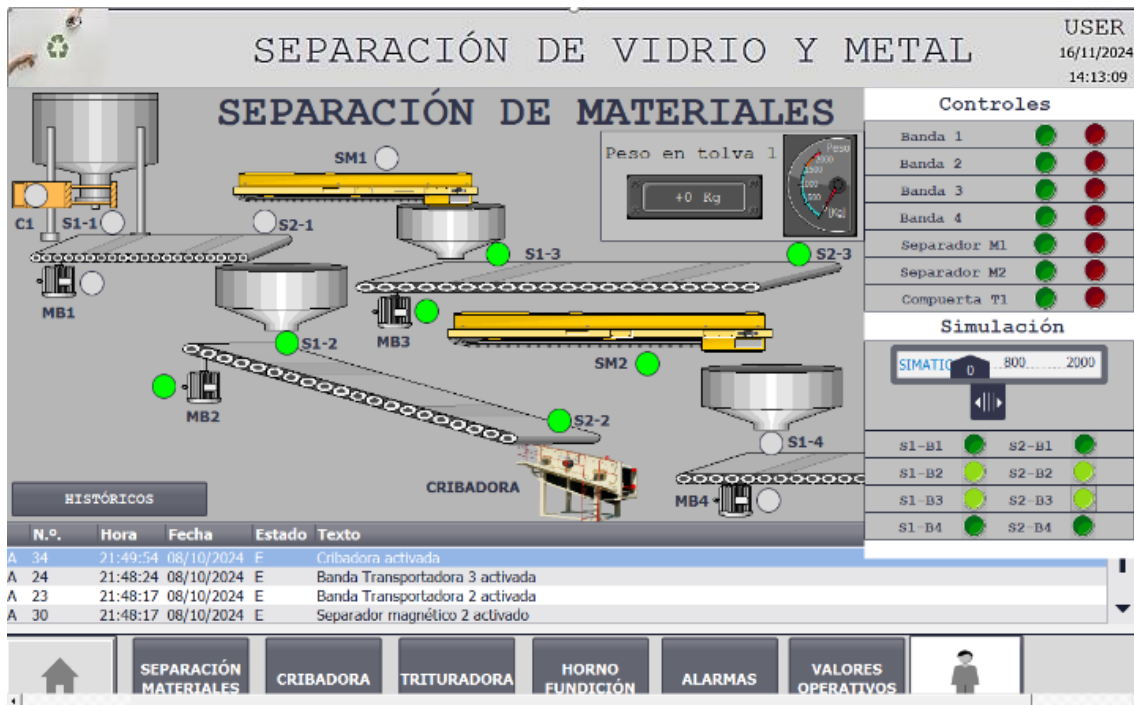 SEPARACIÓN DE VIDRIO Y METAL
USER
16/11/2024
14:13:09
SEPARACIÓN DE MATERIALES
Controles
Banda 1
Banda 2
Banda 3
Banda 4
Separador M1
Separador M2
Compuerta T1
Peso en tolva 1
+0 Kg
Peso
2000
1500
1000
500
0
(Kg)
SM1
C1
S1-1
S2-1
S1-3
S2-3
MB1
S1-2
MB3
SM2
MB2
S2-2
S1-4
CRIBADORA
MB4
Simulación
SIMATIC
0
800
2000
S1-B1 S2-B1
S1-B2 S2-B2
S1-B3 S2-B3
S1-B4 S2-B4
HISTÓRICOS
N.º. Hora Fecha Estado Texto
A 34 21:49:54 08/10/2024 E Cribadora activada
A 24 21:48:24 08/10/2024 E Banda Transportadora 3 activada
A 23 21:48:17 08/10/2024 E Banda Transportadora 2 activada
A 30 21:48:17 08/10/2024 E Separador magnético 2 activado
SEPARACIÓN
MATERIALES
CRIBADORA
TRITURADORA
HORNO
FUNDICIÓN
ALARMAS
VALORES
OPERATIVOS